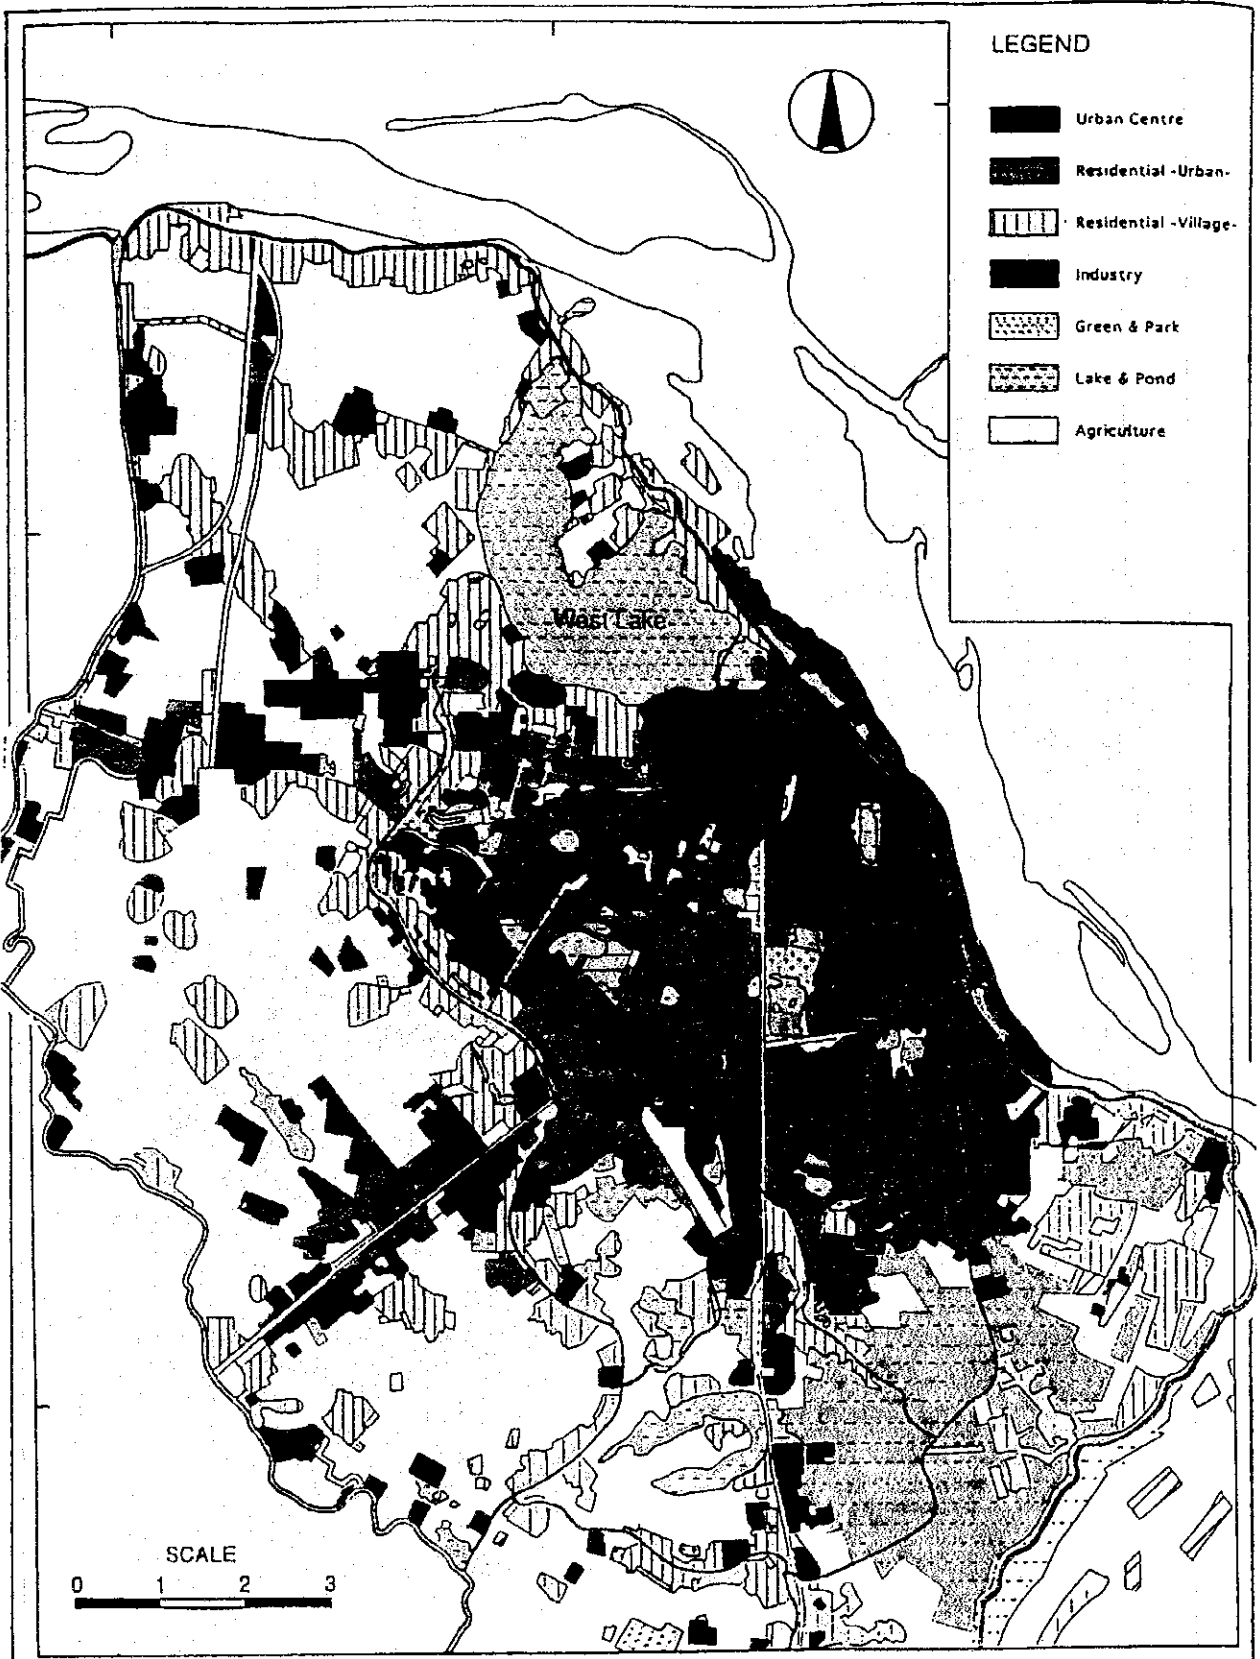 LEGEND
Urban Centre
Residential -Urban-
Residential -Village-
Industry
Green & Park
Lake & Pond
Agriculture
West Lake
SCALE
0 1 2 3